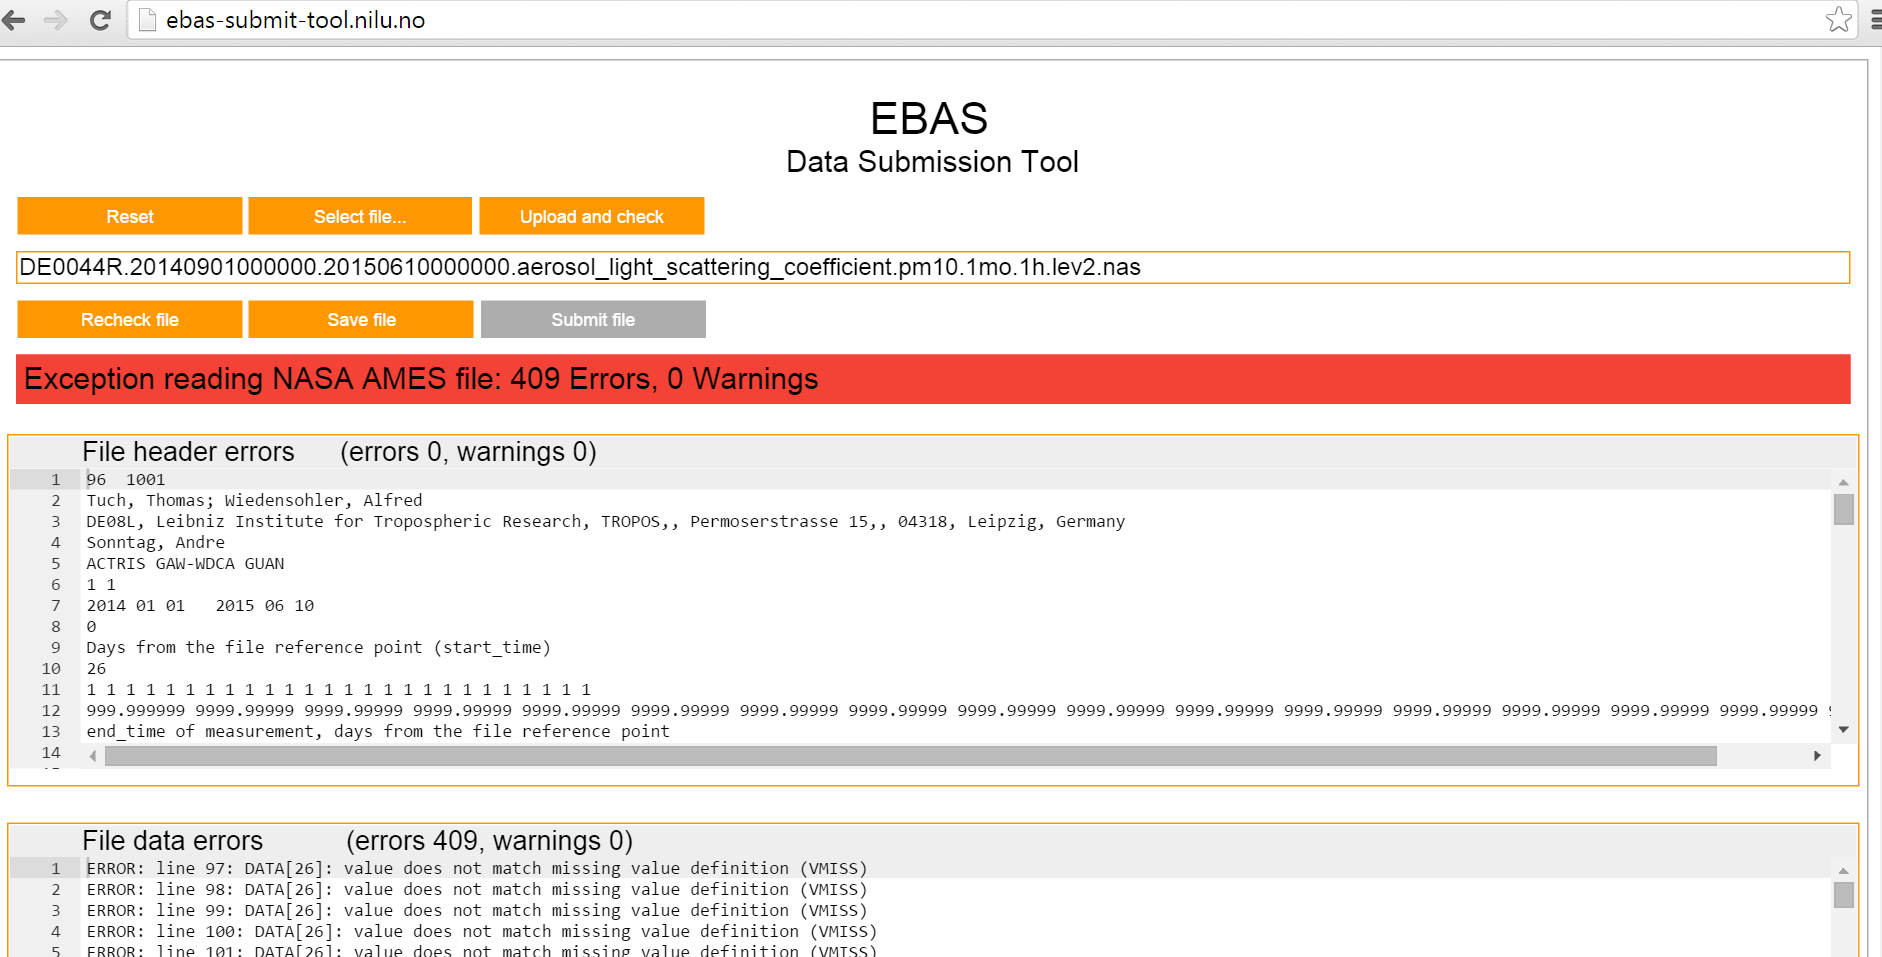 ebas-submit-tool.nilu.no
EBAS
Data Submission Tool
Reset Select file... Upload and check
DE0044R.20140901000000.20150610000000.aerosol_light_scattering_coefficient.pm10.1mo.1h.lev2.nas
Recheck file Save file Submit file
Exception reading NASA AMES file: 409 Errors, 0 Warnings
File header errors (errors 0, warnings 0)
1 96 1001
2 Tuch, Thomas; Wiedensohler, Alfred
3 DE08L, Leibniz Institute for Tropospheric Research, TROPOS,, Permoserstrasse 15,, 04318, Leipzig, Germany
4 Sonntag, Andre
5 ACTRIS GAW-WDCA GUAN
6 1 1
7 2014 01 01 2015 06 10
8 0
9 Days from the file reference point (start_time)
10 26
11 1 1 1 1 1 1 1 1 1 1 1 1 1 1 1 1 1 1 1 1 1 1 1 1 1 1
12 999.999999 9999.99999 9999.99999 9999.99999 9999.99999 9999.99999 9999.99999 9999.99999 9999.99999 9999.99999 9999.99999 9999.99999 9999.99999 9999.99999 9999.99999 9999.99999
13 end_time of measurement, days from the file reference point
14
File data errors (errors 409, warnings 0)
1 ERROR: line 97: DATA[26]: value does not match missing value definition (VMISS)
2 ERROR: line 98: DATA[26]: value does not match missing value definition (VMISS)
3 ERROR: line 99: DATA[26]: value does not match missing value definition (VMISS)
4 ERROR: line 100: DATA[26]: value does not match missing value definition (VMISS)
5 ERROR: line 101: DATA[26]: value does not match missing value definition (VMISS)